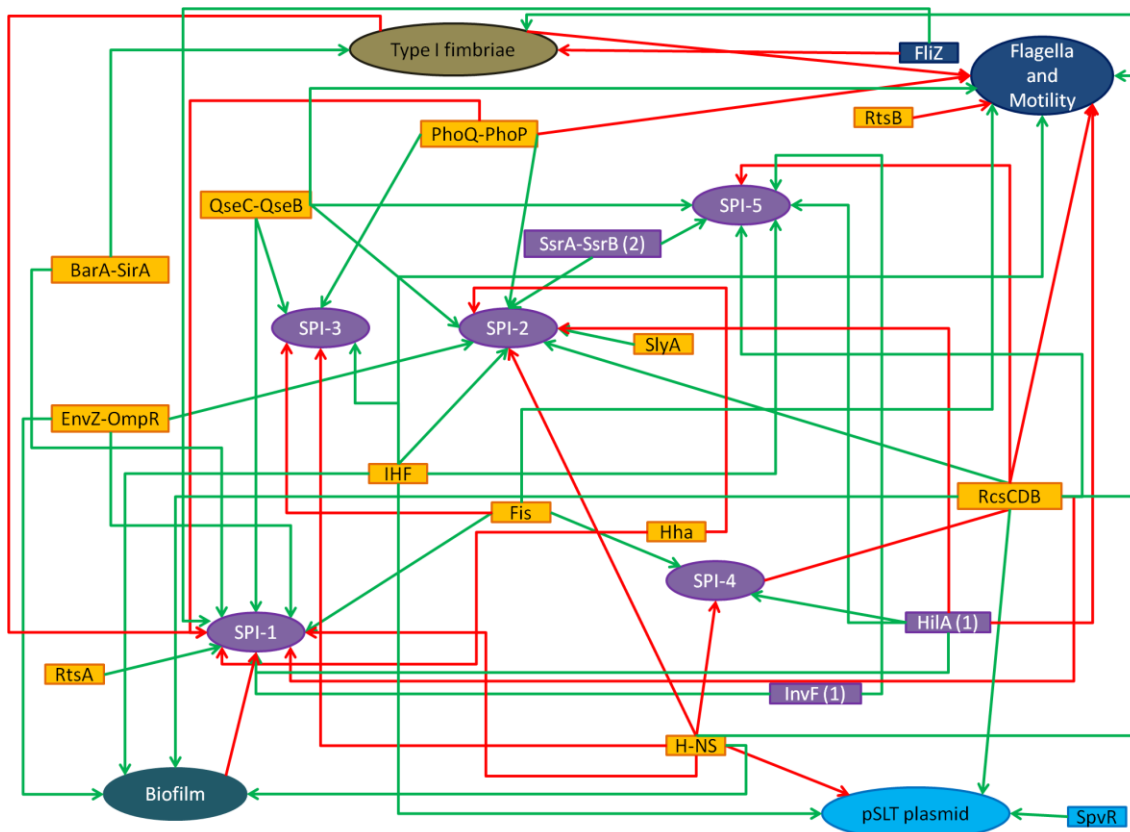 Type I fimbriae
FliZ
Flagella
and
Motility
RtsB
PhoQ-PhoP
QseC-QseB
SPI-5
SsrA-SsrB (2)
BarA-SirA
SPI-3
SPI-2
SlyA
EnvZ-OmpR
IHF
RcsCDB
Fis
Hha
SPI-4
SPI-1
HilA (1)
RtsA
InvF (1)
H-NS
Biofilm
pSLT plasmid
SpvR